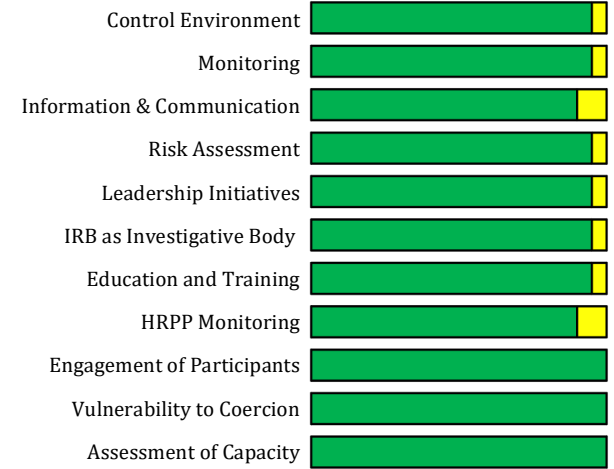 Control Environment
Monitoring
Information & Communication
Risk Assessment
Leadership Initiatives
IRB as Investigative Body
Education and Training
HRPP Monitoring
Engagement of Participants
Vulnerability to Coercion
Assessment of Capacity